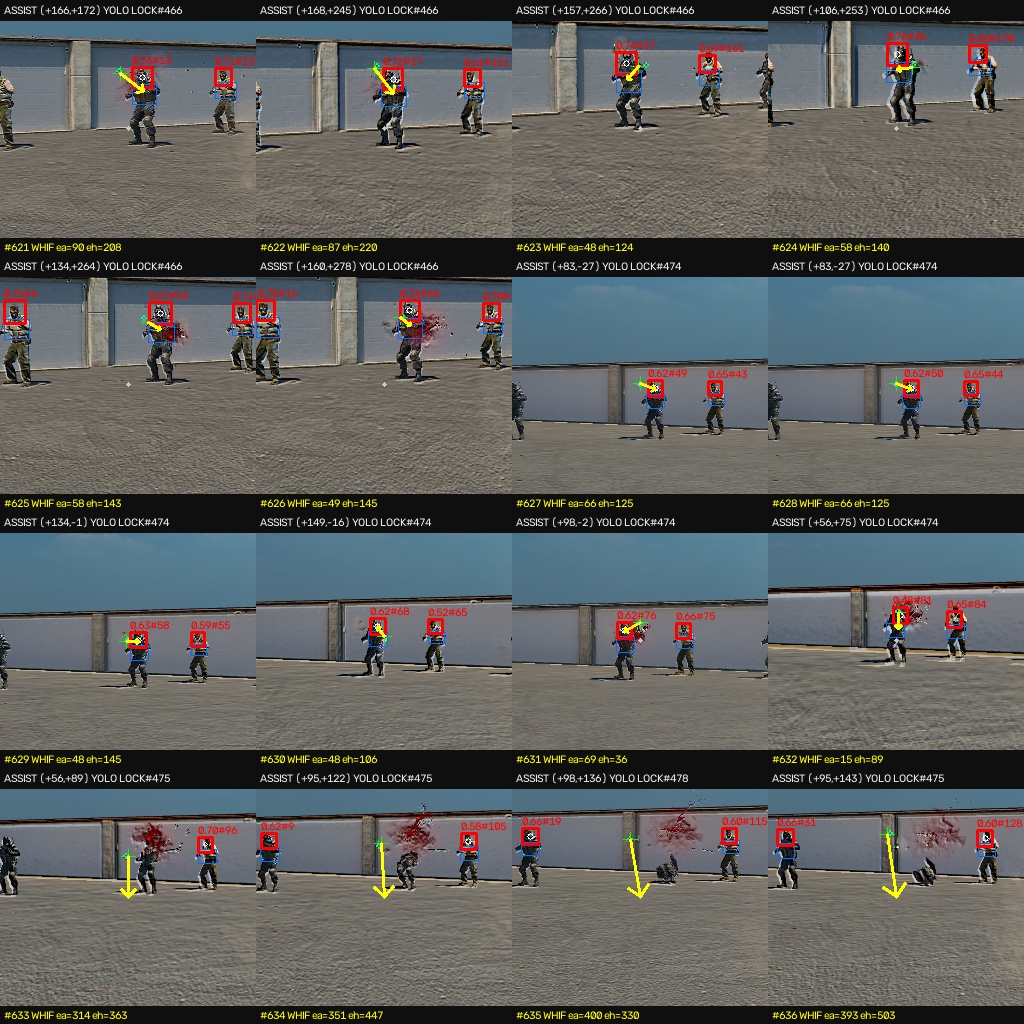 ASSIST (+166,+172) YOLO LOCK#466
ASSIST (+168,+245) YOLO LOCK#466
ASSIST (+157,+266) YOLO LOCK#466
ASSIST (+106,+253) YOLO LOCK#466
#621 WHIF ea=90 eh=208
#622 WHIF ea=87 eh=220
#623 WHIF ea=48 eh=124
#624 WHIF ea=58 eh=140
ASSIST (+134,+264) YOLO LOCK#466
ASSIST (+160,+278) YOLO LOCK#466
ASSIST (+83,-27) YOLO LOCK#474
ASSIST (+83,-27) YOLO LOCK#474
0.62#49
0.65#43
0.62#50
0.65#44
#625 WHIF ea=58 eh=143
#626 WHIF ea=49 eh=145
#627 WHIF ea=66 eh=125
#628 WHIF ea=66 eh=125
ASSIST (+134,-1) YOLO LOCK#474
ASSIST (+149,-16) YOLO LOCK#474
ASSIST (+98,-2) YOLO LOCK#474
ASSIST (+56,+75) YOLO LOCK#474
0.63#58
0.59#55
0.62#68
0.52#65
0.62#76
0.66#75
0.65#84
#629 WHIF ea=48 eh=145
#630 WHIF ea=48 eh=106
#631 WHIF ea=69 eh=36
#632 WHIF ea=15 eh=89
ASSIST (+56,+89) YOLO LOCK#475
ASSIST (+95,+122) YOLO LOCK#475
ASSIST (+98,+136) YOLO LOCK#478
ASSIST (+95,+143) YOLO LOCK#475
0.70#96
0.62#9
0.58#105
0.66#19
0.60#115
0.66#31
0.60#128
#633 WHIF ea=314 eh=363
#634 WHIF ea=351 eh=447
#635 WHIF ea=400 eh=330
#636 WHIF ea=393 eh=503